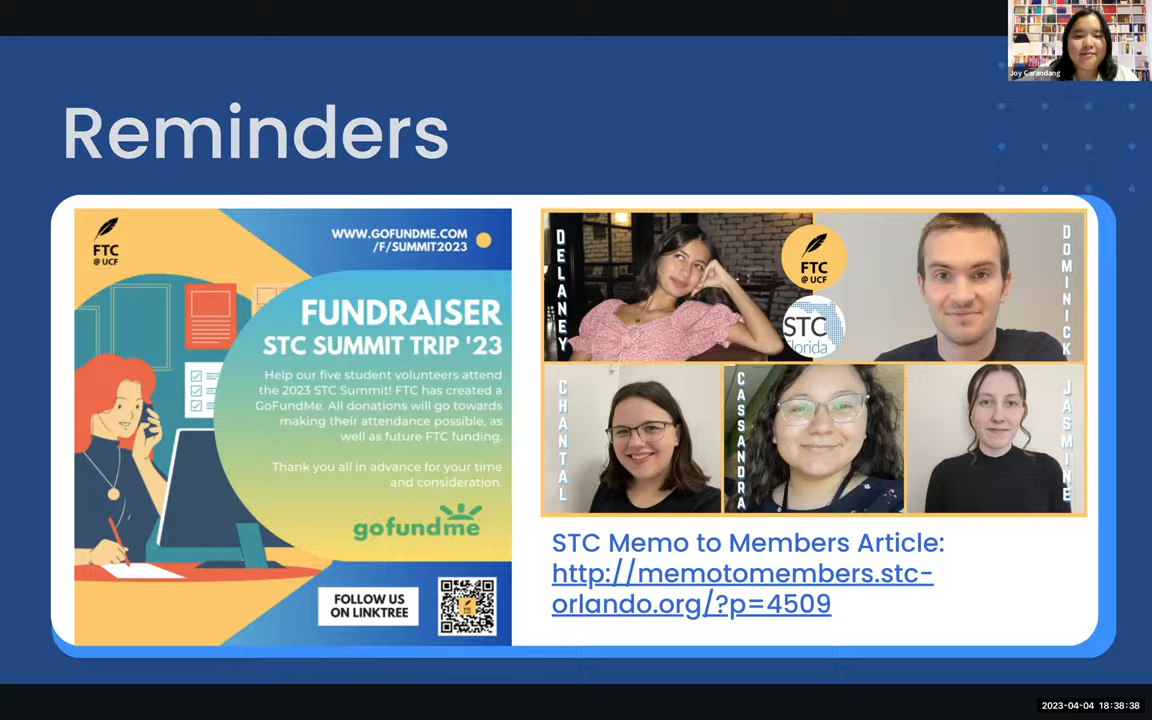 Joy Carandang
Reminders
FTC
@ UCF
WWW.GOFUNDME.COM
/F/SUMMIT2023
FUNDRAISER
STC SUMMIT TRIP '23
Help our five student volunteers attend
the 2023 STC Summit! FTC has created a
GoFundMe. All donations will go towards
making their attendance possible, as
well as future FTC funding.
Thank you all in advance for your time
and consideration.
gofundme
FOLLOW US
ON LINKTREE
DELANEY
FTC
@ UCF
STC
Florida
DOMINICK
CHANTAL
CASSANDRA
JASMINE
STC Memo to Members Article:
http://memotomembers.stc-
orlando.org/?p=4509
2023-04-04 18:38:38